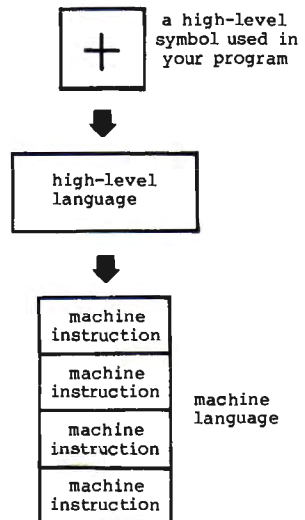 +
a high-level
symbol used in
your program
high-level
language
machine
instruction
machine
instruction
machine
language
machine
instruction
machine
instruction